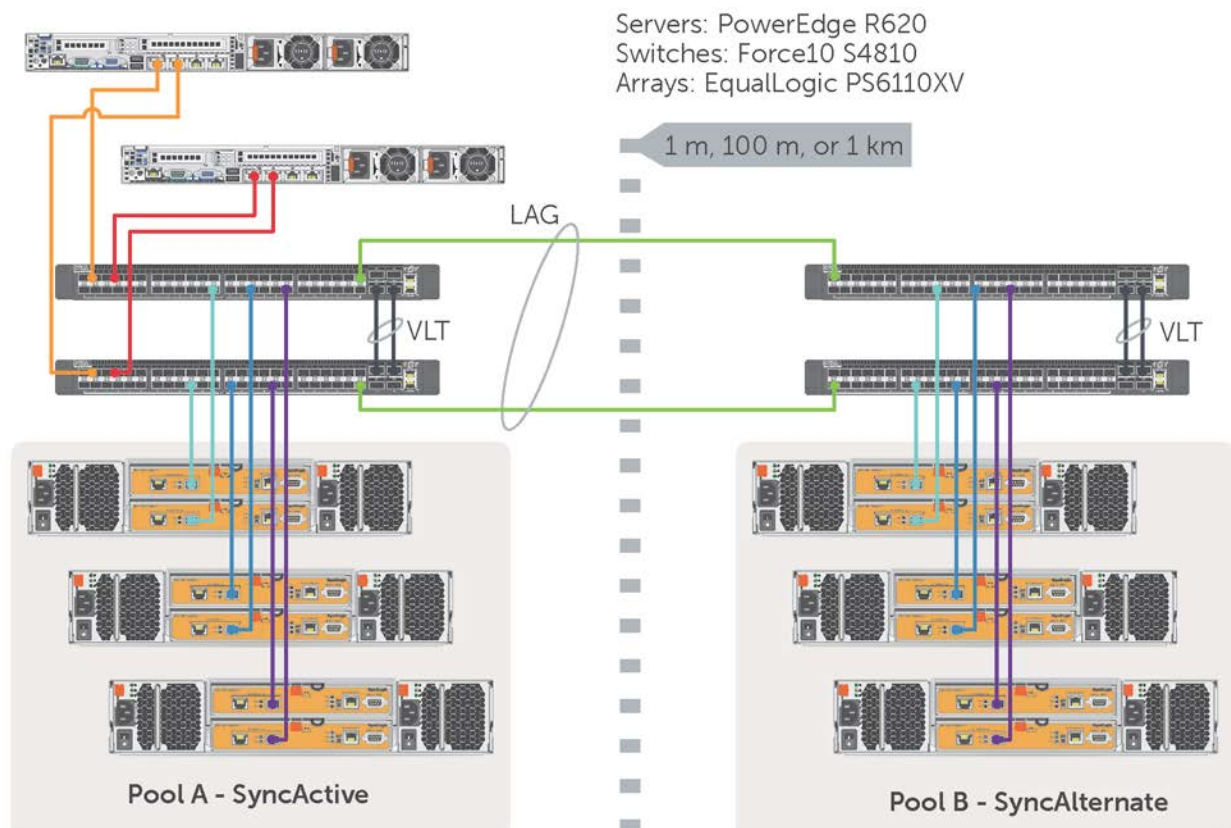 Servers: PowerEdge R620
Switches: Force10 S4810
Arrays: EqualLogic PS6110XV
1 m, 100 m, or 1 km
LAG
VLT
VLT
Pool A - SyncActive
Pool B - SyncAlternate